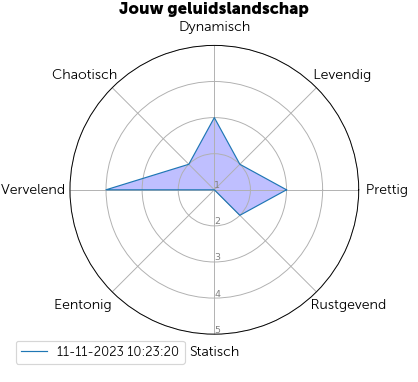 Jouw geluidslandschap
Dynamisch
Chaotisch
Levendig
Vervelend
1
Prettig
2
3
4
Eentonig
Rustgevend
5
11-11-2023 10:23:20
Statisch